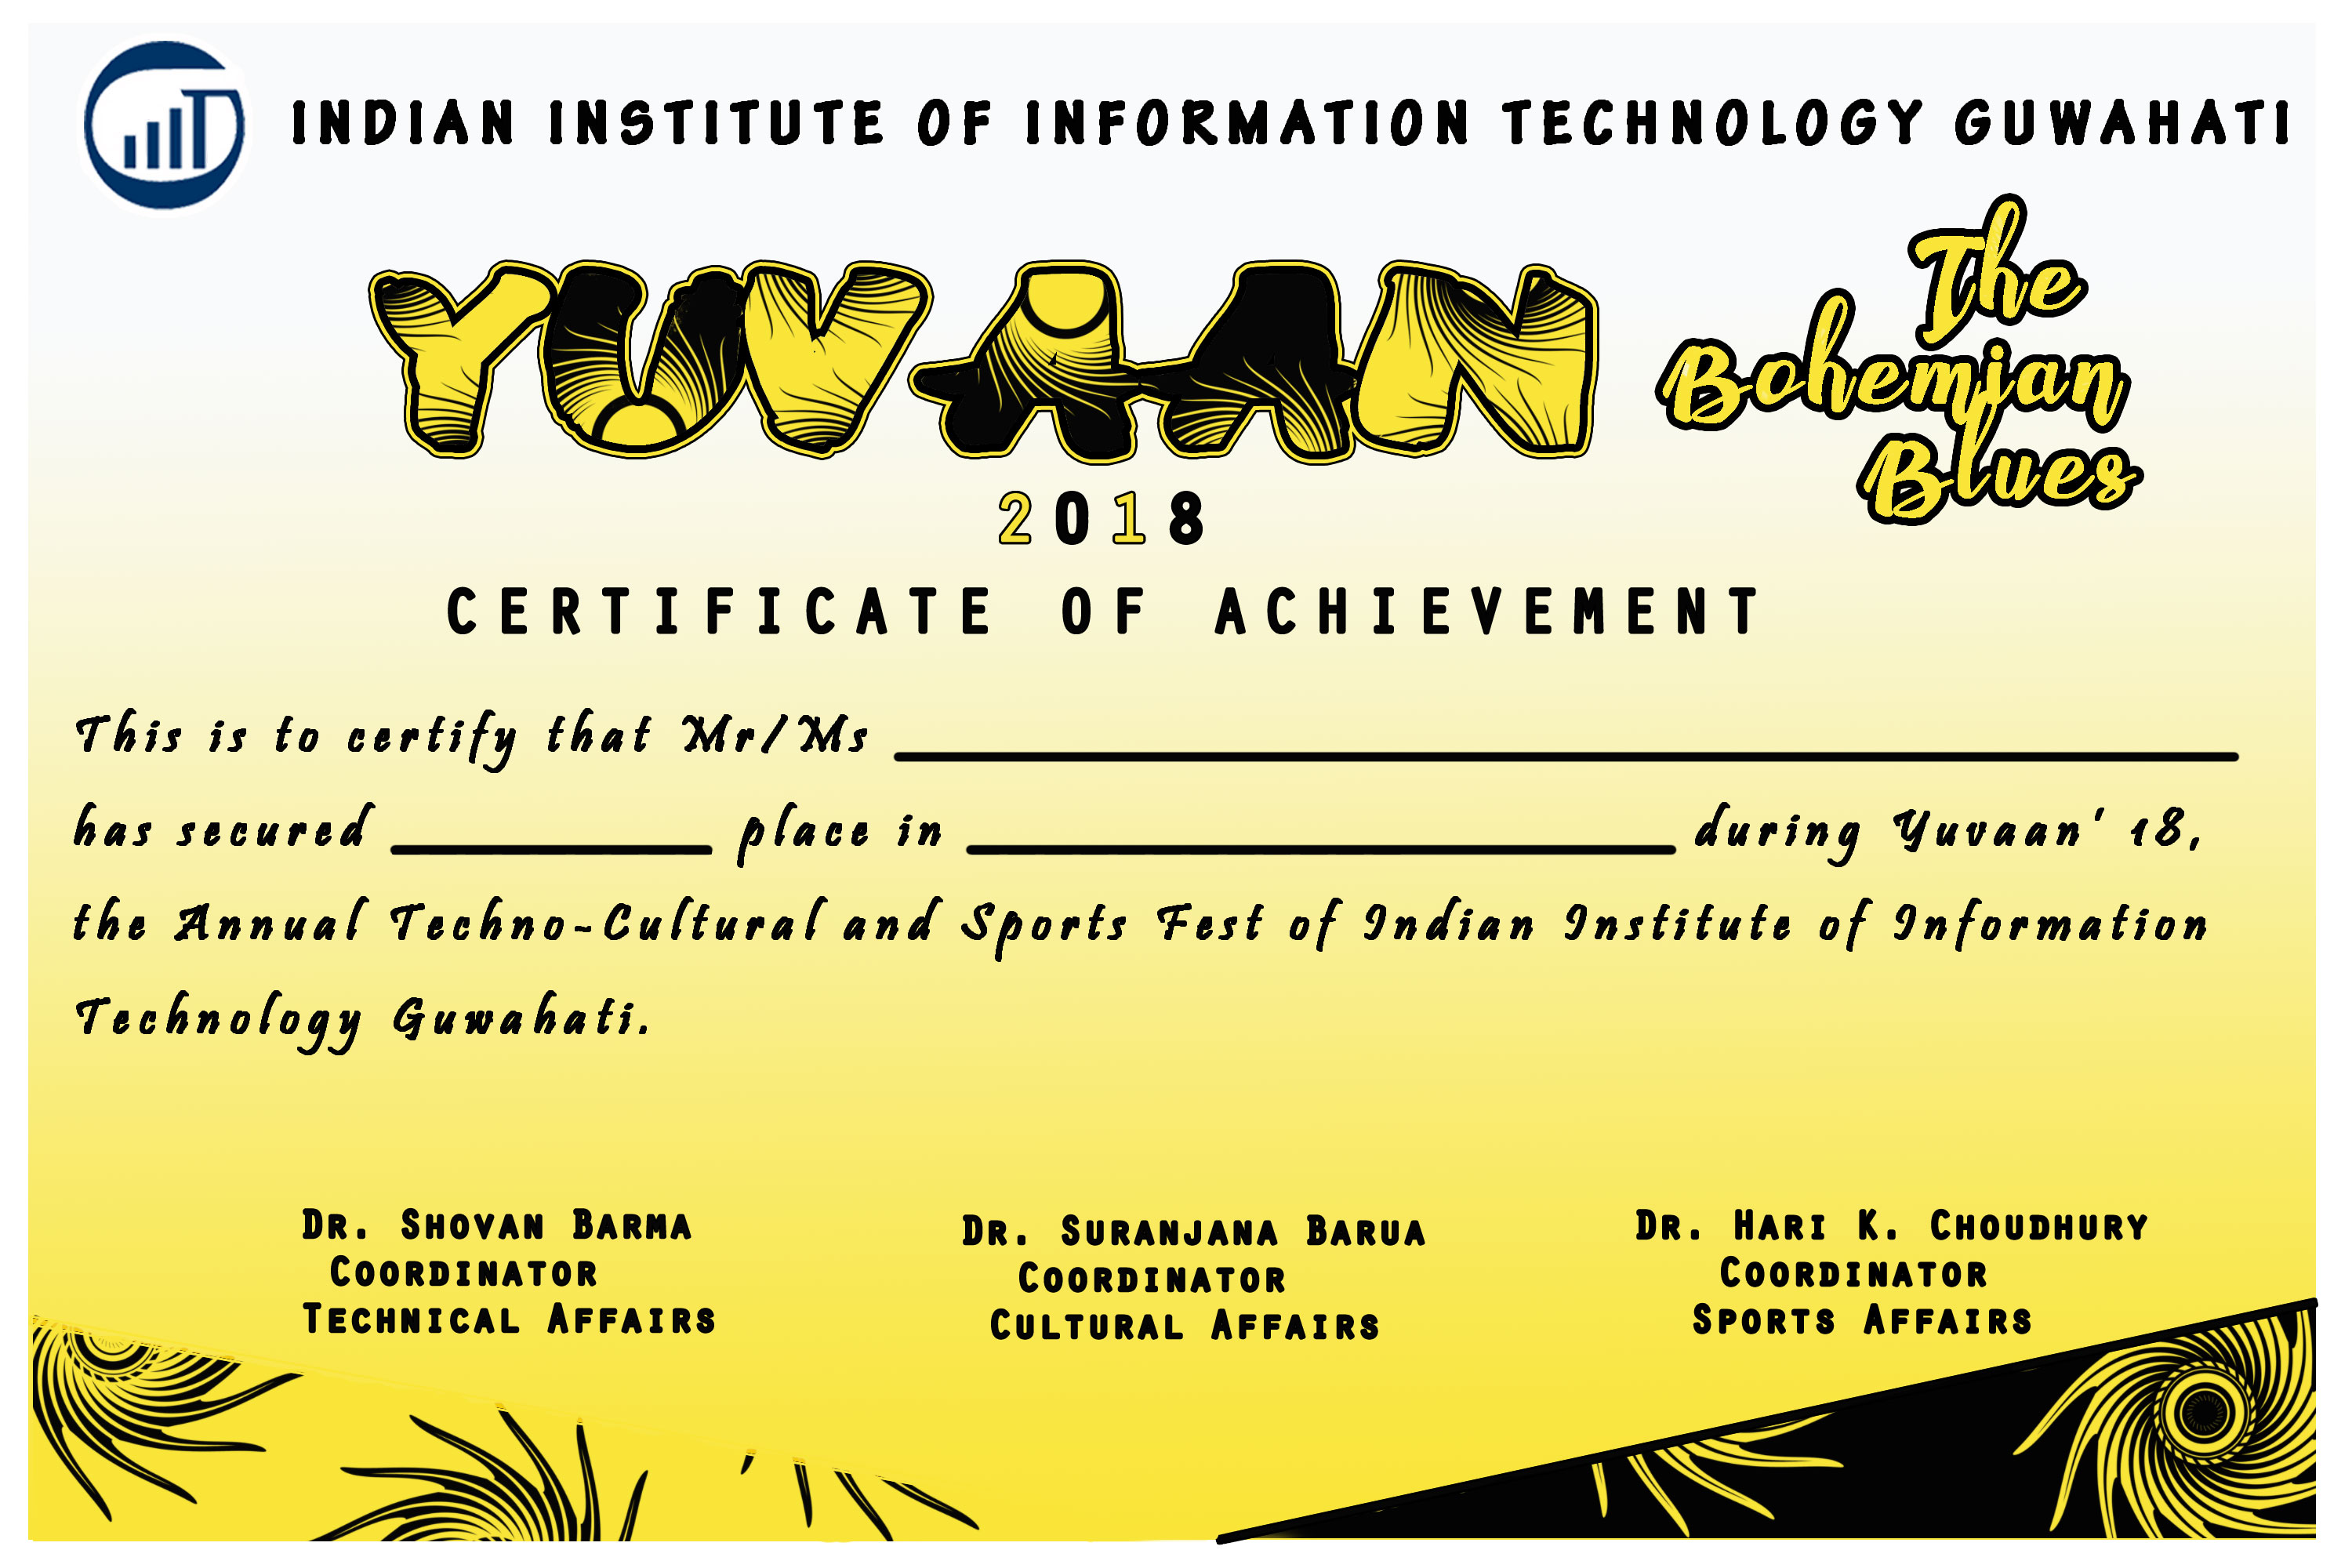 INDIAN INSTITUTE OF INFORMATION TECHNOLOGY GUWAHATI
YUVAAN
The
Bohemian
Blues
2018
CERTIFICATE OF ACHIEVEMENT
This is to certify that Mr/Ms
has secured place in during Yuvaan' 18,
the Annual Techno-Cultural and Sports Fest of Indian Institute of Information
Technology Guwahati.
Dr. Shovan Barma
Coordinator
Technical Affairs
Dr. Suranjana Barua
Coordinator
Cultural Affairs
Dr. Hari K. Choudhury
Coordinator
Sports Affairs